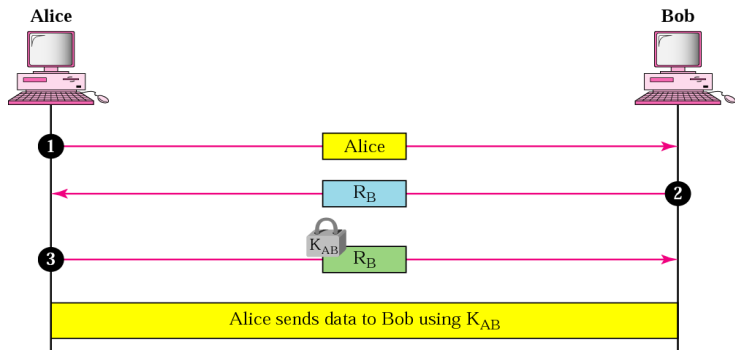 Alice Bob
1 Alice
R_B 2
K_AB
3 R_B
Alice sends data to Bob using K_AB